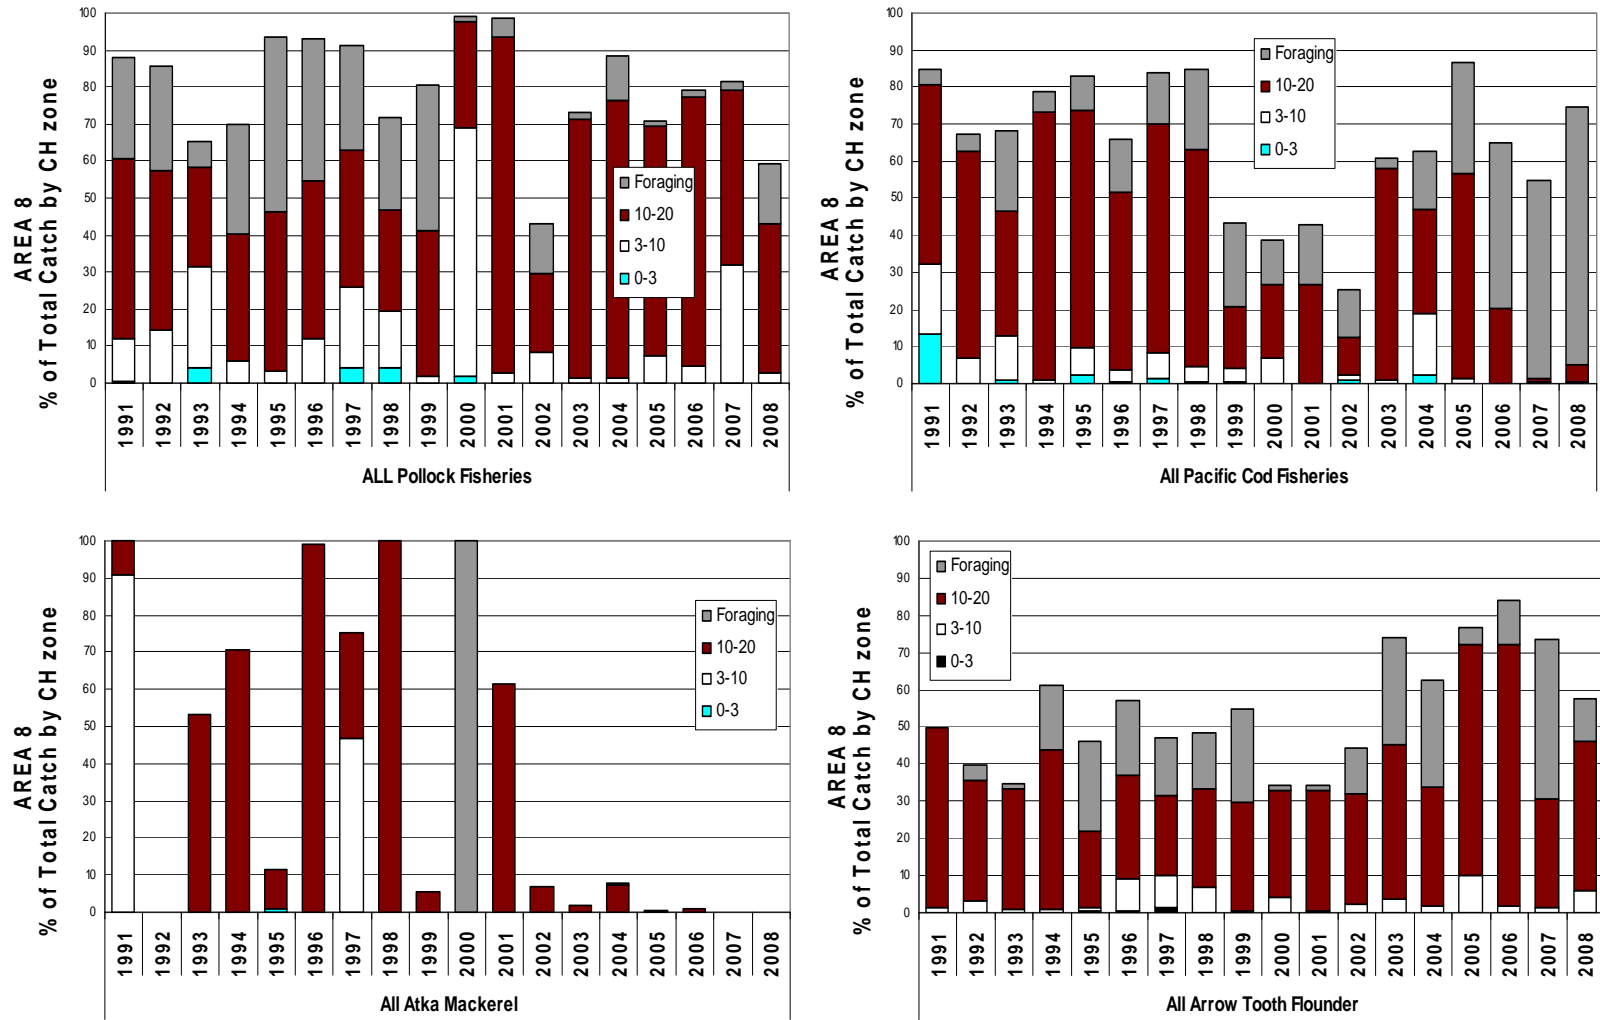 AREA 8
% of Total Catch by CH zone
100
90
80
70
60
50
40
30
20
10
0
Foraging
10-20
3-10
0-3
1991 1992 1993 1994 1995 1996 1997 1998 1999 2000 2001 2002 2003 2004 2005 2006 2007 2008
ALL Pollock Fisheries
AREA 8
% of Total Catch by CH zone
100
90
80
70
60
50
40
30
20
10
0
Foraging
10-20
3-10
0-3
1991 1992 1993 1994 1995 1996 1997 1998 1999 2000 2001 2002 2003 2004 2005 2006 2007 2008
All Pacific Cod Fisheries
AREA 8
% of Total Catch by CH zone
100
90
80
70
60
50
40
30
20
10
0
Foraging
10-20
3-10
0-3
1991 1992 1993 1994 1995 1996 1997 1998 1999 2000 2001 2002 2003 2004 2005 2006 2007 2008
All Atka Mackerel
AREA 8
% of Total Catch by CH zone
100
90
80
70
60
50
40
30
20
10
0
Foraging
10-20
3-10
0-3
1991 1992 1993 1994 1995 1996 1997 1998 1999 2000 2001 2002 2003 2004 2005 2006 2007 2008
All Arrow Tooth Flounder